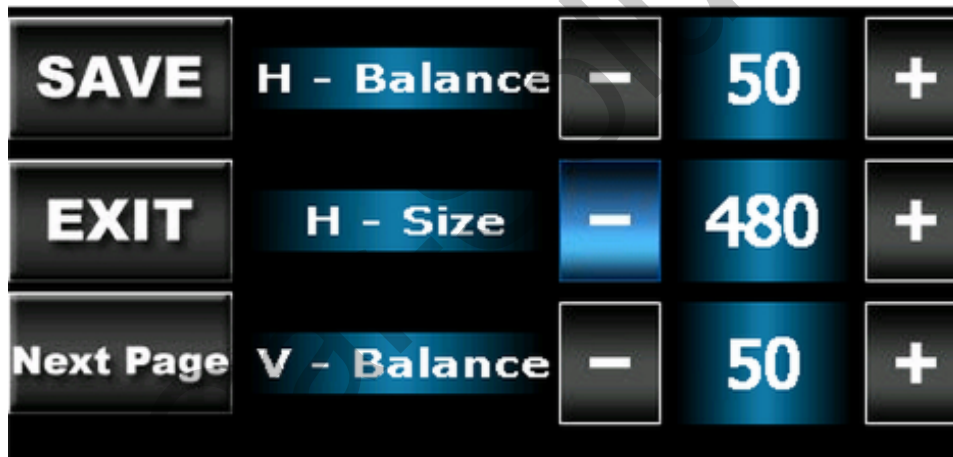 SAVE H - Balance - 50 +
EXIT H - Size - 480 +
Next Page V - Balance - 50 +